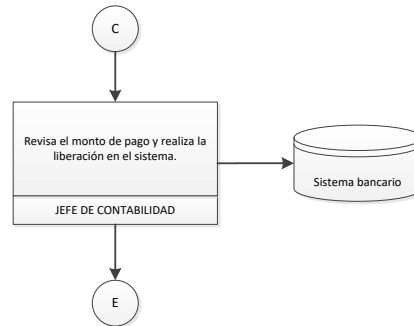 C
Revisa el monto de pago y realiza la
liberación en el sistema.
Sistema bancario
JEFE DE CONTABILIDAD
E